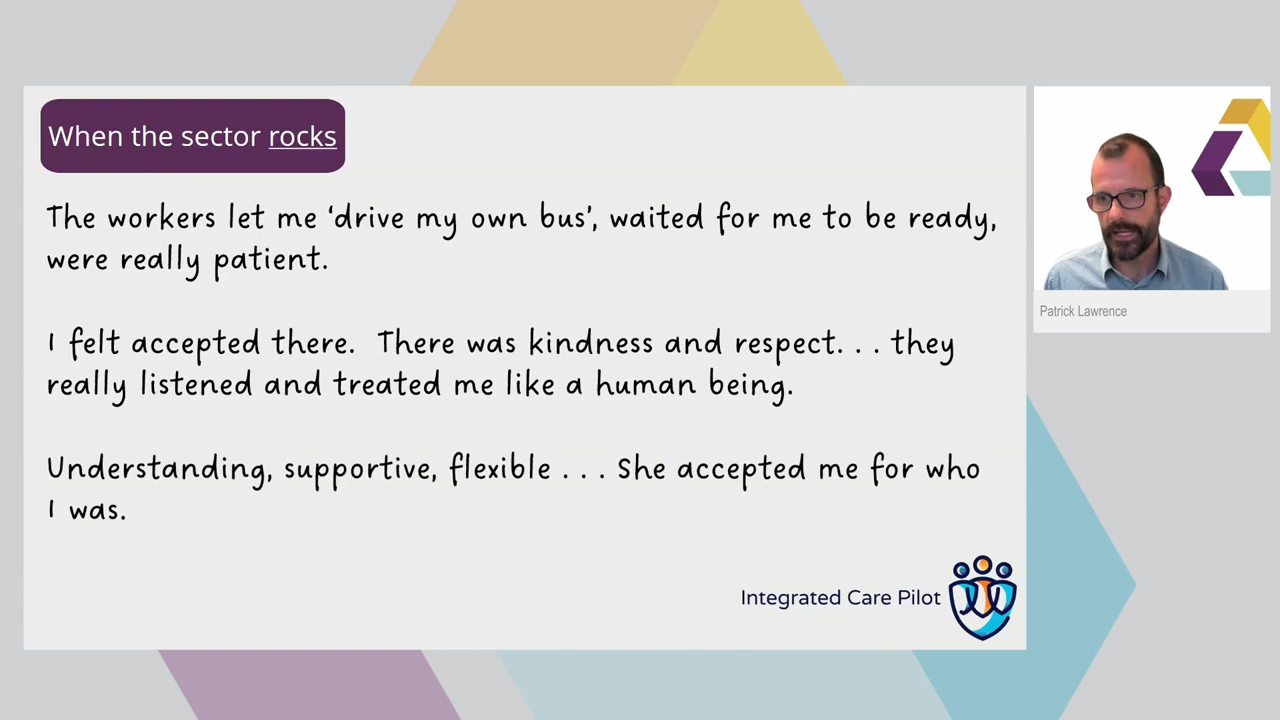 When the sector rocks
The workers let me ‘drive my own bus’, waited for me to be ready,
were really patient.
I felt accepted there. There was kindness and respect. . . they
really listened and treated me like a human being.
Understanding, supportive, flexible . . . She accepted me for who
I was.
Integrated Care Pilot
Patrick Lawrence